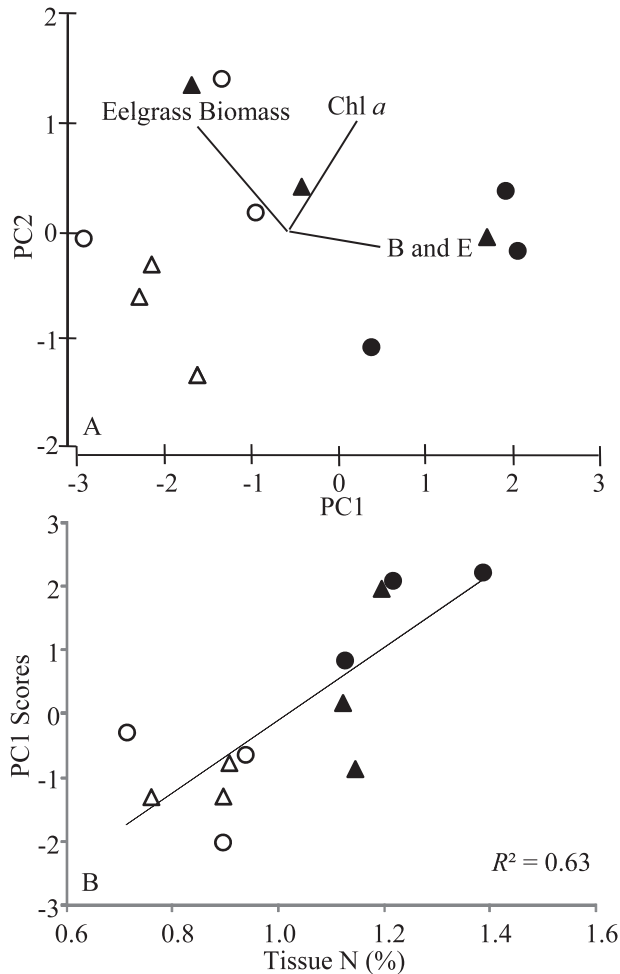 2
Eelgrass Biomass
Chl a
1
PC2
0
B and E
-1
A
-2
-3 -2 -1 0 1 2 3
PC1
3
2
1
PC1 Scores
0
-1
-2
B
R² = 0.63
-3
0.6 0.8 1.0 1.2 1.4 1.6
Tissue N (%)